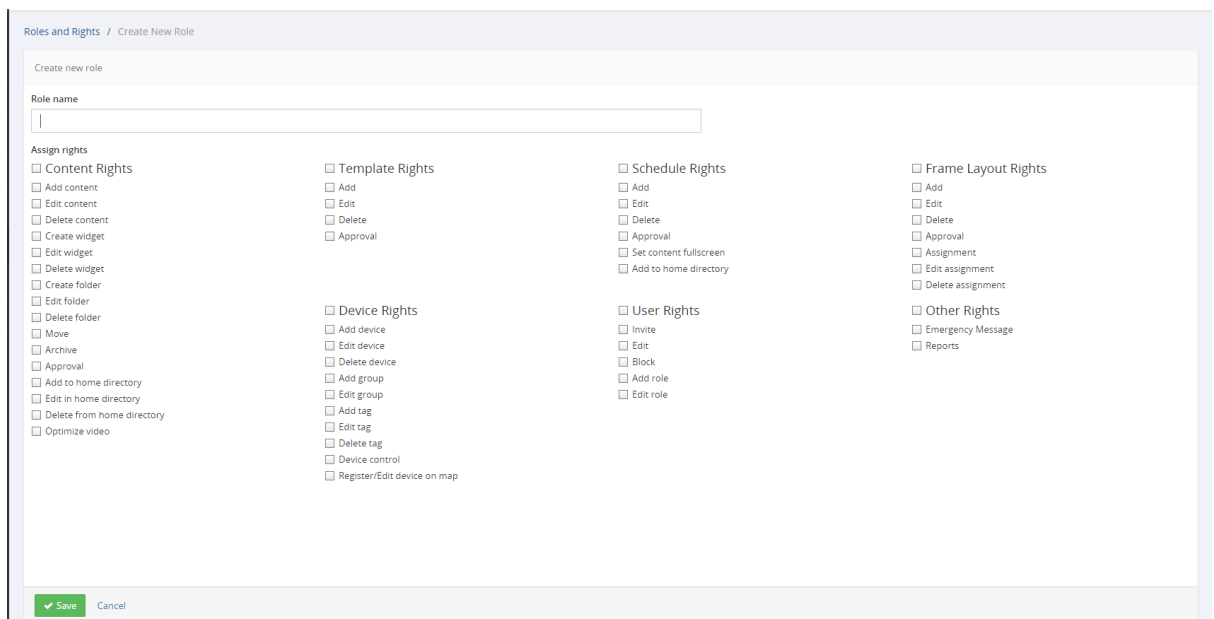 Roles and Rights / Create New Role
Create new role
Role name
Assign rights
Content Rights
Add content
Edit content
Delete content
Create widget
Edit widget
Delete widget
Create folder
Edit folder
Delete folder
Move
Archive
Approval
Add to home directory
Edit in home directory
Delete from home directory
Optimize video
Template Rights
Add
Edit
Delete
Approval
Schedule Rights
Add
Edit
Delete
Approval
Set content fullscreen
Add to home directory
Frame Layout Rights
Add
Edit
Delete
Approval
Assignment
Edit assignment
Delete assignment
Device Rights
Add device
Edit device
Delete device
Add group
Edit group
Add tag
Edit tag
Delete tag
Device control
Register/Edit device on map
User Rights
Invite
Edit
Block
Add role
Edit role
Other Rights
Emergency Message
Reports
Save Cancel